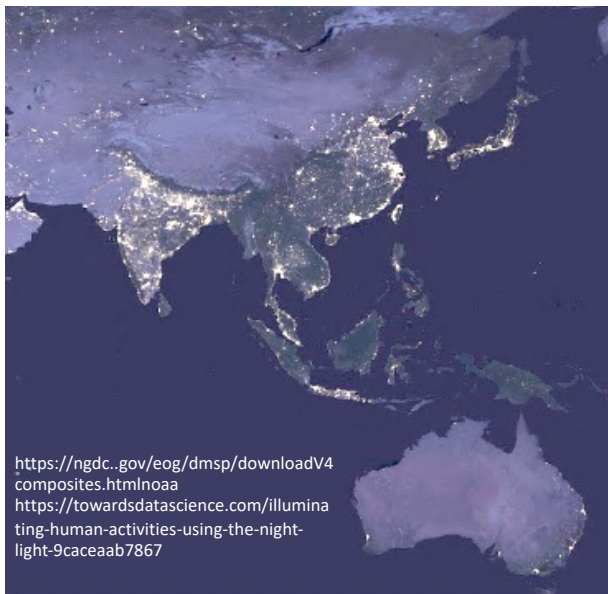 https://ngdc..gov/eog/dmsp/downloadV4
composites.htmlnoaa
https://towardsdatascience.com/illumina
ting-human-activities-using-the-night-
light-9caceaab7867